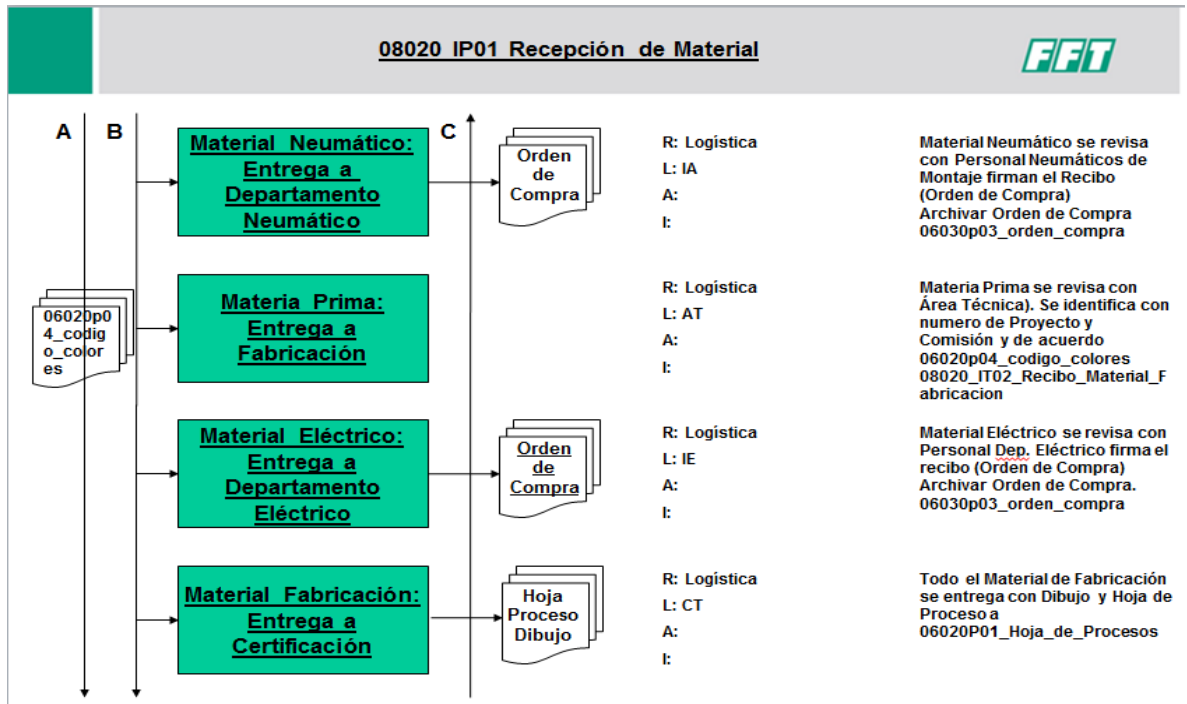 08020 IP01 Recepción de Material
FFT
A
B
C
Material Neumático:
Entrega a
Departamento
Neumático
Orden
de
Compra
R: Logística
L: IA
A:
I:
Material Neumático se revisa
con Personal Neumáticos de
Montaje firman el Recibo
(Orden de Compra)
Archivar Orden de Compra
06030p03_orden_compra
06020p0
4_codig
o_color
es
Materia Prima:
Entrega a
Fabricación
R: Logística
L: AT
A:
I:
Materia Prima se revisa con
Área Técnica). Se identifica con
numero de Proyecto y
Comisión y de acuerdo
06020p04_codigo_colores
08020_IT02_Recibo_Material_F
abricacion
Material Eléctrico:
Entrega a
Departamento
Eléctrico
Orden
de
Compra
R: Logística
L: IE
A:
I:
Material Eléctrico se revisa con
Personal Dep. Eléctrico firma el
recibo (Orden de Compra)
Archivar Orden de Compra.
06030p03_orden_compra
Material Fabricación:
Entrega a
Certificación
Hoja
Proceso
Dibujo
R: Logística
L: CT
A:
I:
Todo el Material de Fabricación
se entrega con Dibujo y Hoja de
Proceso a
06020P01_Hoja_de_Procesos